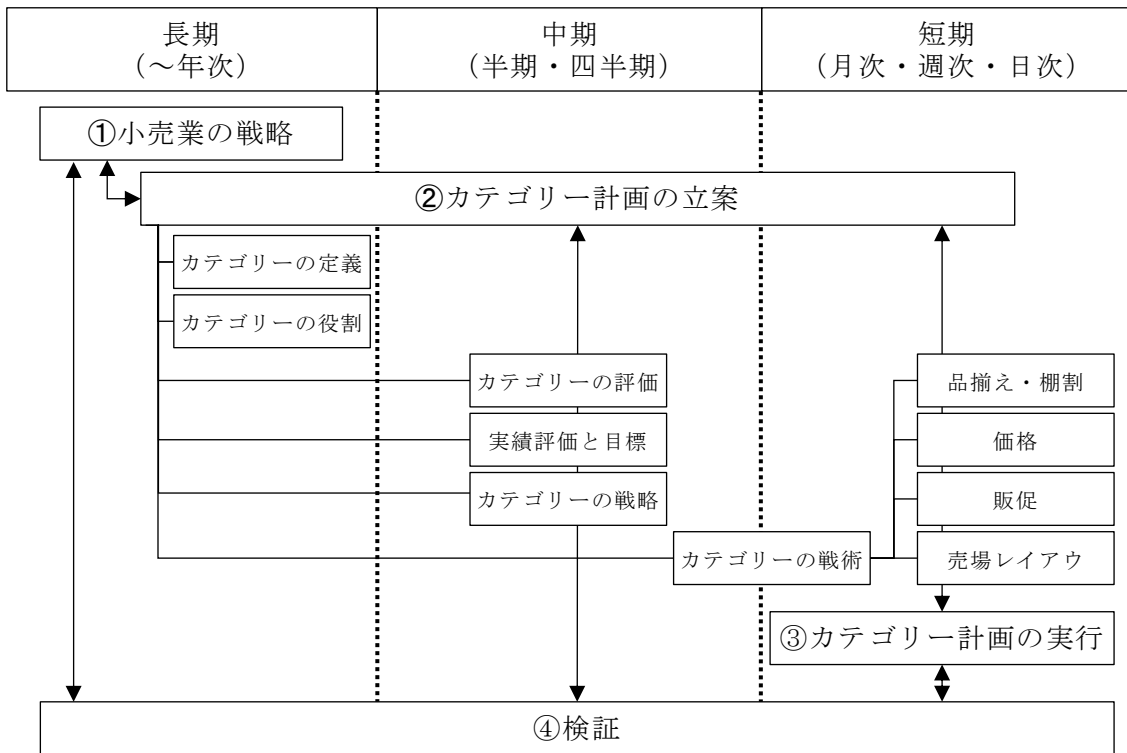 長期
(～年次)
中期
(半期・四半期)
短期
(月次・週次・日次)
①小売業の戦略
②カテゴリー計画の立案
カテゴリーの定義
カテゴリーの役割
カテゴリーの評価
実績評価と目標
カテゴリーの戦略
カテゴリーの戦術
品揃え・棚割
価格
販促
売場レイアウ
③カテゴリー計画の実行
④検証